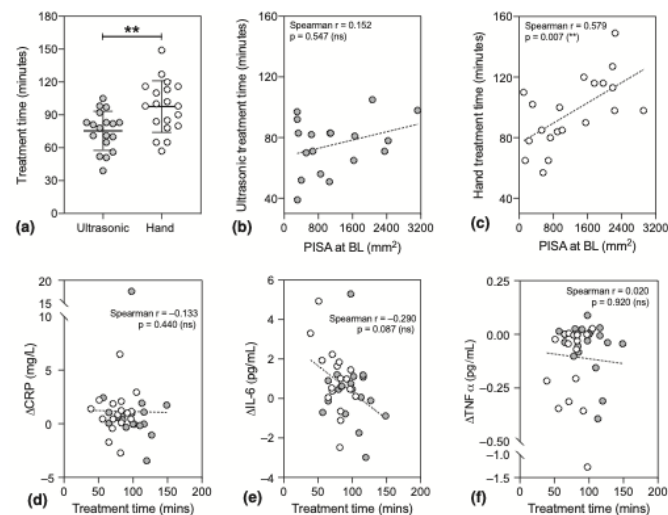 **
Treatment time (minutes)
180
150
120
90
60
30
0
Ultrasonic
Hand
(a)
Spearman r = 0.152
p = 0.547 (ns)
Ultrasonic treatment time (minutes)
160
120
80
40
0
800
1600
2400
3200
PISA at BL (mm²)
(b)
Spearman r = 0.579
p = 0.007 (**)
Hand treatment time (minutes)
160
120
80
40
0
800
1600
2400
3200
PISA at BL (mm²)
(c)
Spearman r = −0.133
p = 0.440 (ns)
ΔCRP (mg/L)
20
15
10
5
0
−5
0
50
100
150
200
Treatment time (mins)
(d)
Spearman r = −0.290
p = 0.087 (ns)
ΔIL-6 (pg/mL)
6
4
2
0
−2
−4
0
50
100
150
200
Treatment time (mins)
(e)
Spearman r = 0.020
p = 0.920 (ns)
ΔTNF α (pg/mL)
0.25
0.00
−0.25
−0.50
−1.0
−1.5
0
50
100
150
200
Treatment time (mins)
(f)